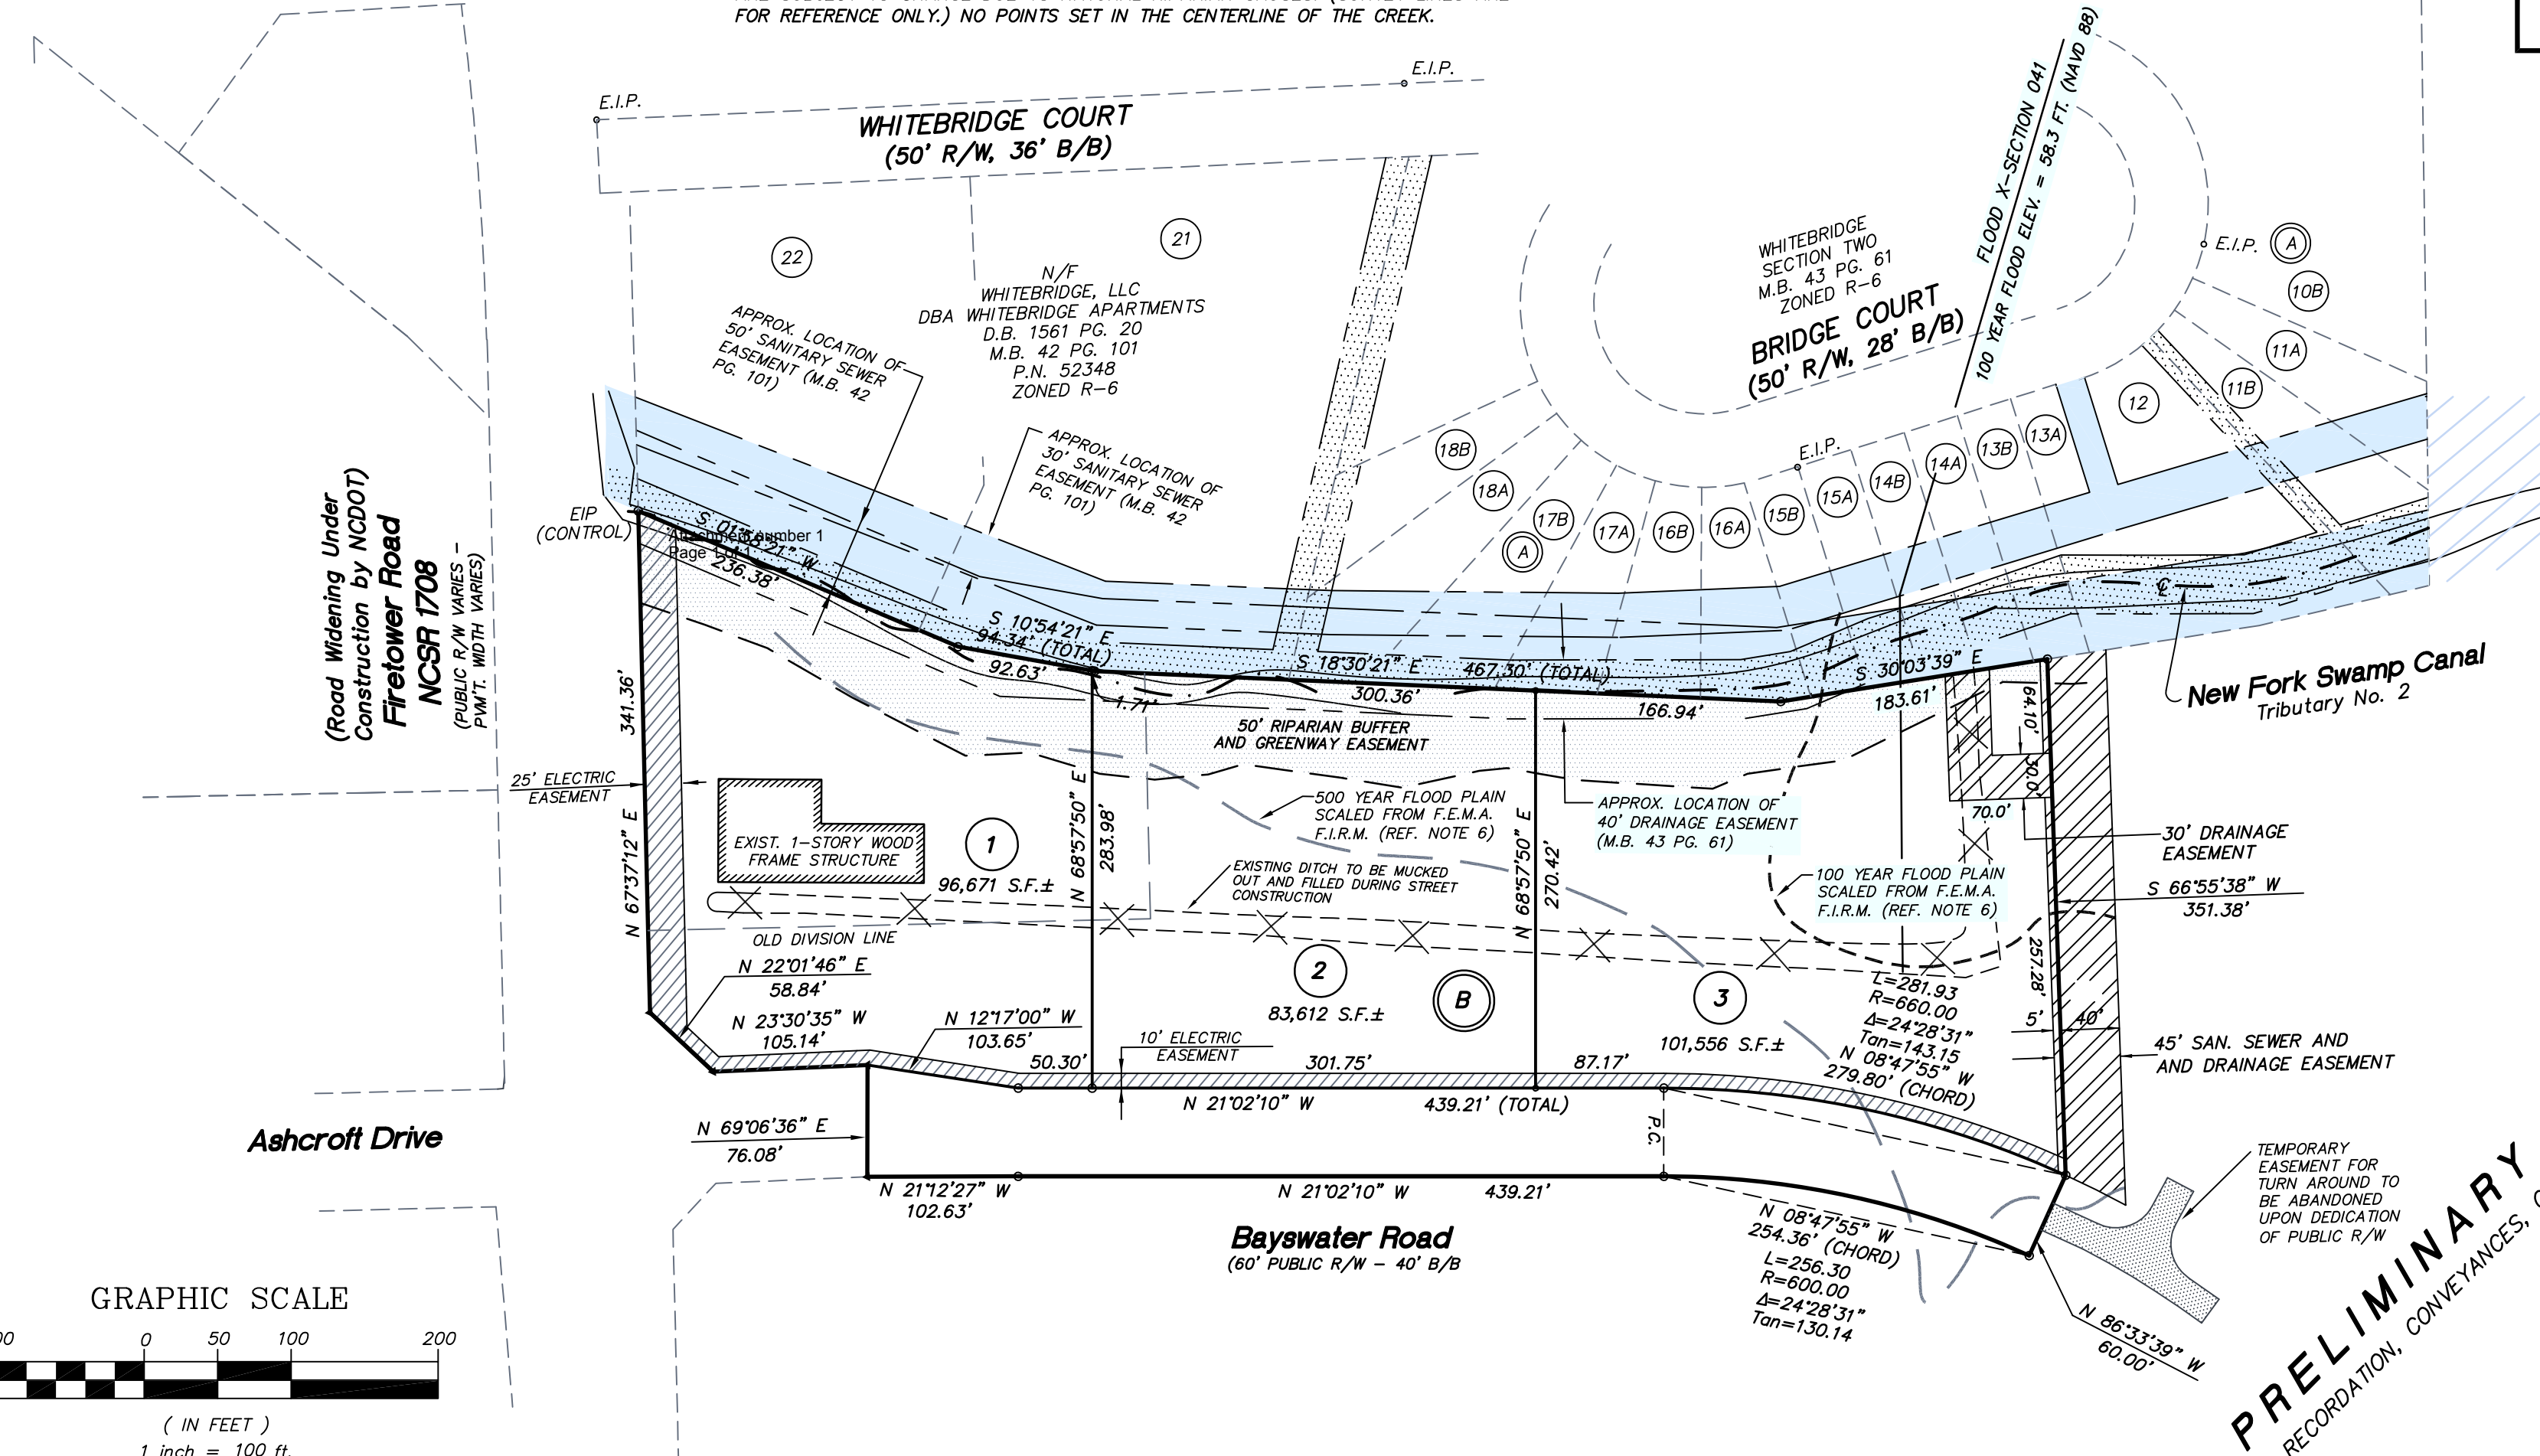 FOR REFERENCE ONLY.) NO POINTS SET IN THE CENTERLINE OF THE CREEK.
E.I.P.
E.I.P.
WHITEBRIDGE COURT
(50' R/W, 36' B/B)
22
21
N/F
WHITEBRIDGE, LLC
DBA WHITEBRIDGE APARTMENTS
D.B. 1561 PG. 20
M.B. 42 PG. 101
P.N. 52348
ZONED R-6
APPROX. LOCATION OF
50' SANITARY SEWER
EASEMENT (M.B. 42
PG. 101)
APPROX. LOCATION OF
30' SANITARY SEWER
EASEMENT (M.B. 42
PG. 101)
WHITEBRIDGE
SECTION TWO
M.B. 43 PG. 61
ZONED R-6
BRIDGE COURT
(50' R/W, 28' B/B)
FLOOD X-SECTION 041
100 YEAR FLOOD ELEV. = 58.3 FT. (NAVD 88)
E.I.P.
A
10B
11A
11B
12
13A
13B
14A
14B
15A
15B
E.I.P.
16A
16B
17A
17B
18A
18B
A
(Road Widening Under
Construction by NCDOT)
Firetower Road
NCSR 1708
(PUBLIC R/W VARIES -
PVM'T. WIDTH VARIES)
EIP
(CONTROL)
S 01°58'21" W
236.38'
Attachment number 1
Page 1 of 1
S 10°54'21" E
94.34' (TOTAL)
92.63'
1.71'
S 18°30'21" E
467.30' (TOTAL)
300.36'
166.94'
S 30°03'39" E
183.61'
℄
New Fork Swamp Canal
Tributary No. 2
50' RIPARIAN BUFFER
AND GREENWAY EASEMENT
341.36'
N 67°37'12" E
25' ELECTRIC
EASEMENT
EXIST. 1-STORY WOOD
FRAME STRUCTURE
1
96,671 S.F.±
N 68°57'50" E
283.98'
500 YEAR FLOOD PLAIN
SCALED FROM F.E.M.A.
F.I.R.M. (REF. NOTE 6)
EXISTING DITCH TO BE MUCKED
OUT AND FILLED DURING STREET
CONSTRUCTION
N 68°57'50" E
270.42'
APPROX. LOCATION OF
40' DRAINAGE EASEMENT
(M.B. 43 PG. 61)
100 YEAR FLOOD PLAIN
SCALED FROM F.E.M.A.
F.I.R.M. (REF. NOTE 6)
64.10'
30.0'
70.0'
30' DRAINAGE
EASEMENT
S 66°55'38" W
351.38'
257.28'
5'
40'
45' SAN. SEWER AND
AND DRAINAGE EASEMENT
OLD DIVISION LINE
N 22°01'46" E
58.84'
N 23°30'35" W
105.14'
N 12°17'00" W
103.65'
2
83,612 S.F.±
B
3
101,556 S.F.±
L=281.93
R=660.00
Δ=24°28'31"
Tan=143.15
N 08°47'55" W
279.80' (CHORD)
10' ELECTRIC
EASEMENT
50.30'
301.75'
87.17'
N 21°02'10" W
439.21' (TOTAL)
P.C.
N 69°06'36" E
76.08'
N 21°12'27" W
102.63'
N 21°02'10" W
439.21'
Ashcroft Drive
Bayswater Road
(60' PUBLIC R/W - 40' B/B
N 08°47'55" W
254.36' (CHORD)
L=256.30
R=600.00
Δ=24°28'31"
Tan=130.14
TEMPORARY
EASEMENT FOR
TURN AROUND TO
BE ABANDONED
UPON DEDICATION
OF PUBLIC R/W
N 86°33'39" W
60.00'
PRELIMINARY
RECORDATION, CONVEYANCES,
GRAPHIC SCALE
0
50
100
200
( IN FEET )
1 inch = 100 ft.